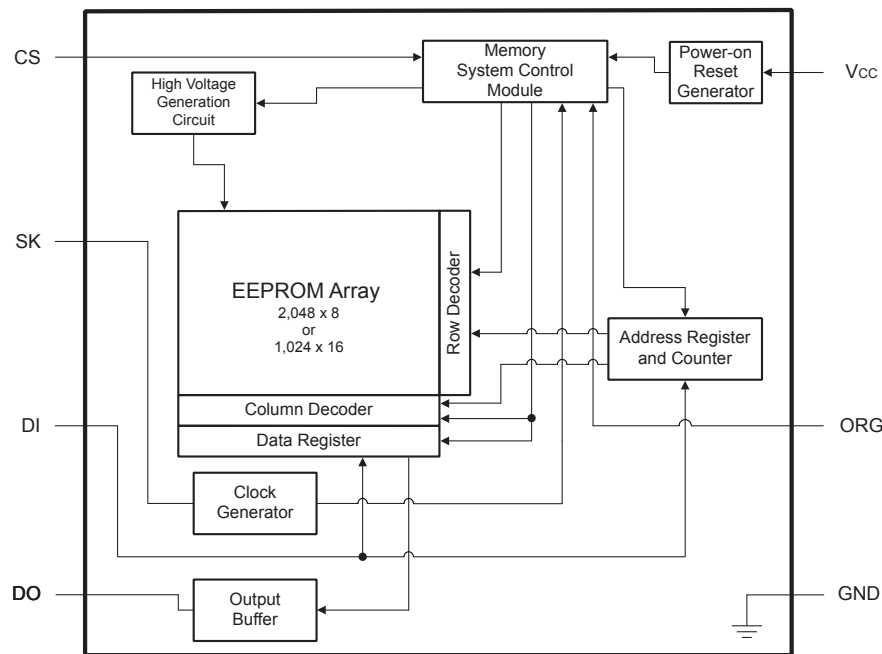 CS
Memory
System Control
Module
Power-on
Reset
Generator
VCC
High Voltage
Generation
Circuit
SK
EEPROM Array
2,048 x 8
or
1,024 x 16
Row Decoder
Address Register
and Counter
Column Decoder
DI
Data Register
ORG
Clock
Generator
DO
Output
Buffer
GND